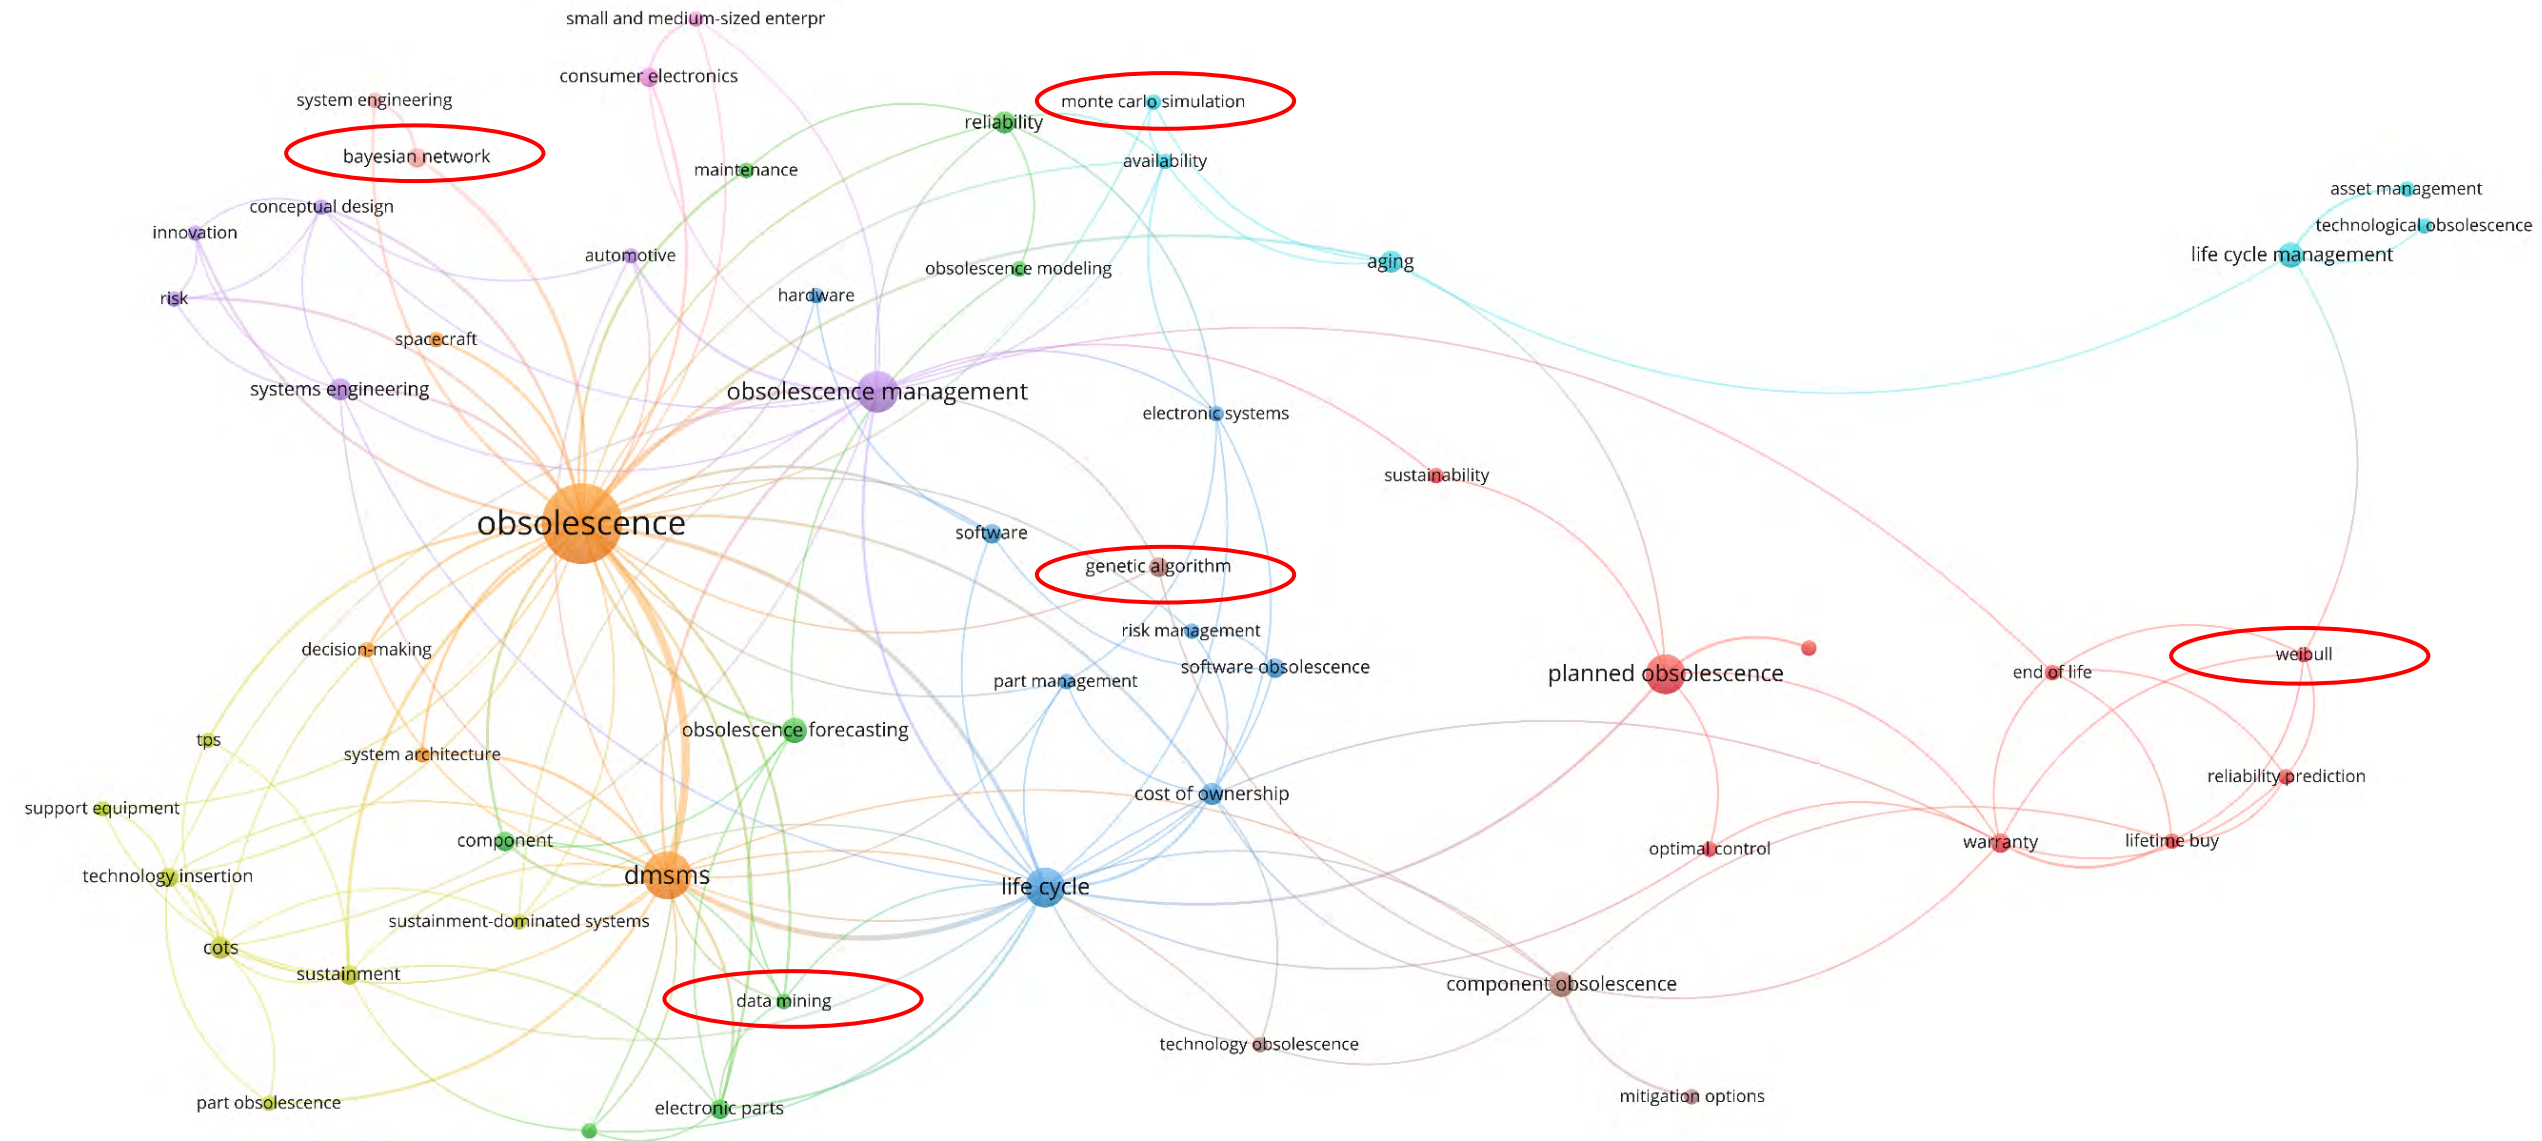 small and medium-sized enterpr
consumer electronics
system engineering
monte carlo simulation
reliability
bayesian network
availability
maintenance
asset management
conceptual design
technological obsolescence
innovation
automotive
life cycle management
aging
obsolescence modeling
hardware
risk
spacecraft
systems engineering
obsolescence management
electronic systems
sustainability
obsolescence
software
genetic algorithm
risk management
decision-making
weibull
software obsolescence
end of life
planned obsolescence
part management
obsolescence forecasting
tps
system architecture
reliability prediction
cost of ownership
support equipment
component
lifetime buy
warranty
optimal control
dmsms
technology insertion
life cycle
sustainment-dominated systems
cots
sustainment
component obsolescence
data mining
technology obsolescence
mitigation options
part obsolescence
electronic parts